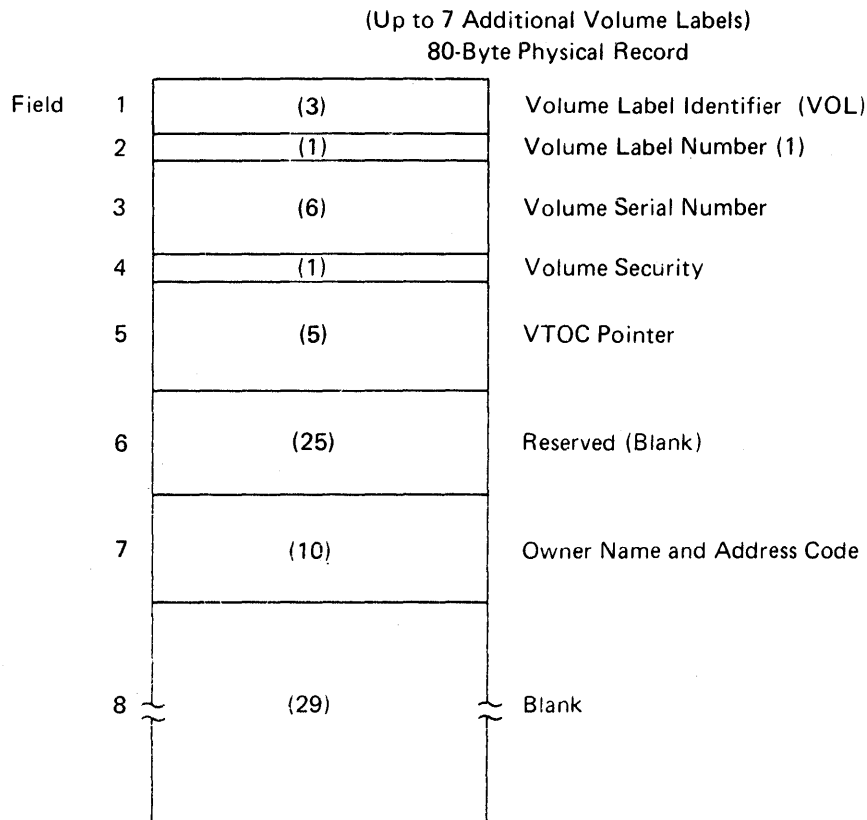 (Up to 7 Additional Volume Labels)
80-Byte Physical Record
Field 1 (3) Volume Label Identifier (VOL)
2 (1) Volume Label Number (1)
3 (6) Volume Serial Number
4 (1) Volume Security
5 (5) VTOC Pointer
6 (25) Reserved (Blank)
7 (10) Owner Name and Address Code
8 (29) Blank